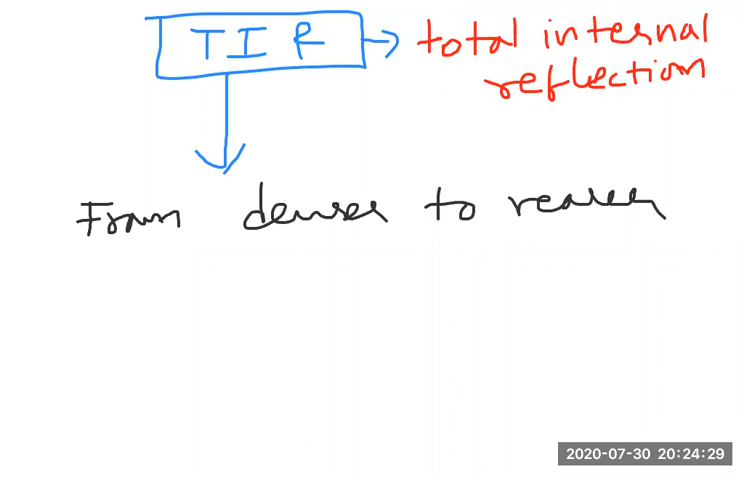 TIR → total internal
reflection
From denser to rarer
2020-07-30 20:24:29